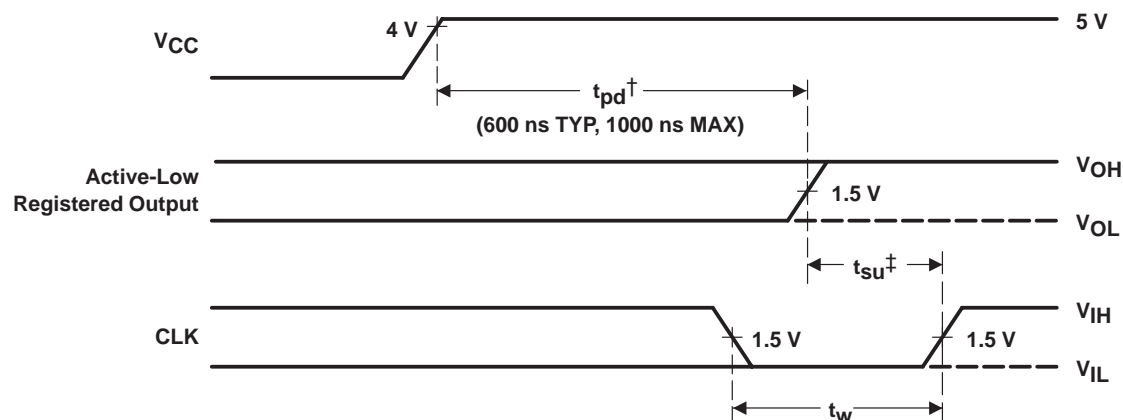 VCC
4 V
5 V
tpd†
(600 ns TYP, 1000 ns MAX)
Active-Low
Registered Output
VOH
1.5 V
VOL
tsu‡
CLK
VIH
1.5 V
1.5 V
VIL
tw